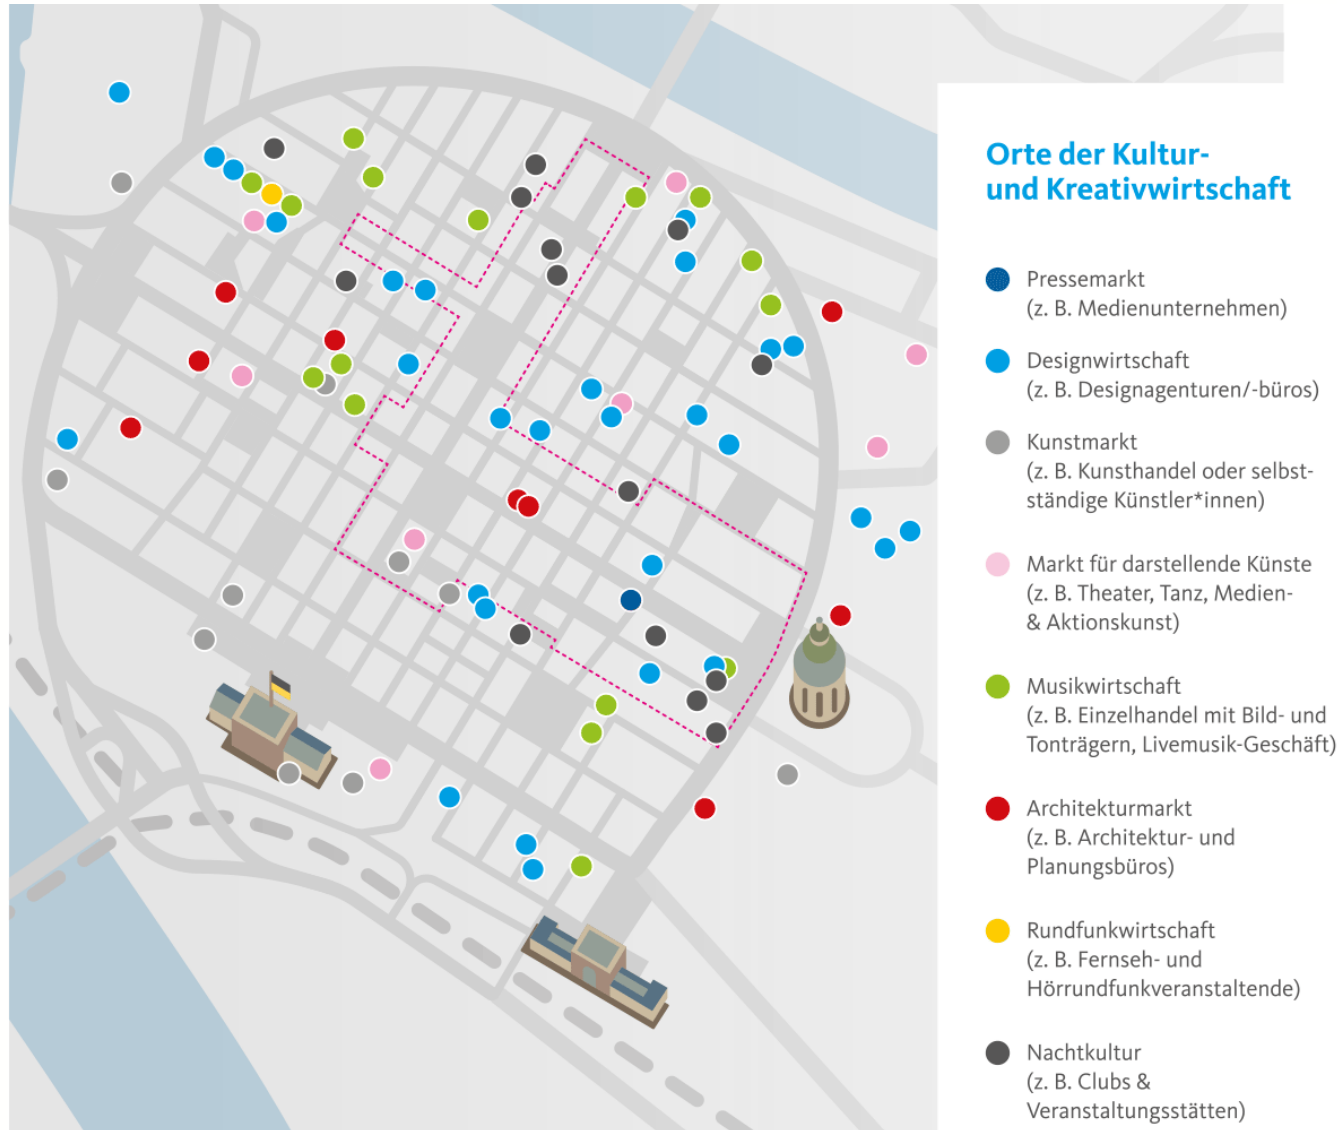 Orte der Kultur-
und Kreativwirtschaft
Pressemarkt
(z. B. Medienunternehmen)
Designwirtschaft
(z. B. Designagenturen/-büros)
Kunstmarkt
(z. B. Kunsthandel oder selbst-
ständige Künstler*innen)
Markt für darstellende Künste
(z. B. Theater, Tanz, Medien-
& Aktionskunst)
Musikwirtschaft
(z. B. Einzelhandel mit Bild- und
Tonträgern, Livemusik-Geschäft)
Architekturmarkt
(z. B. Architektur- und
Planungsbüros)
Rundfunkwirtschaft
(z. B. Fernseh- und
Hörrundfunkveranstaltende)
Nachtkultur
(z. B. Clubs &
Veranstaltungsstätten)